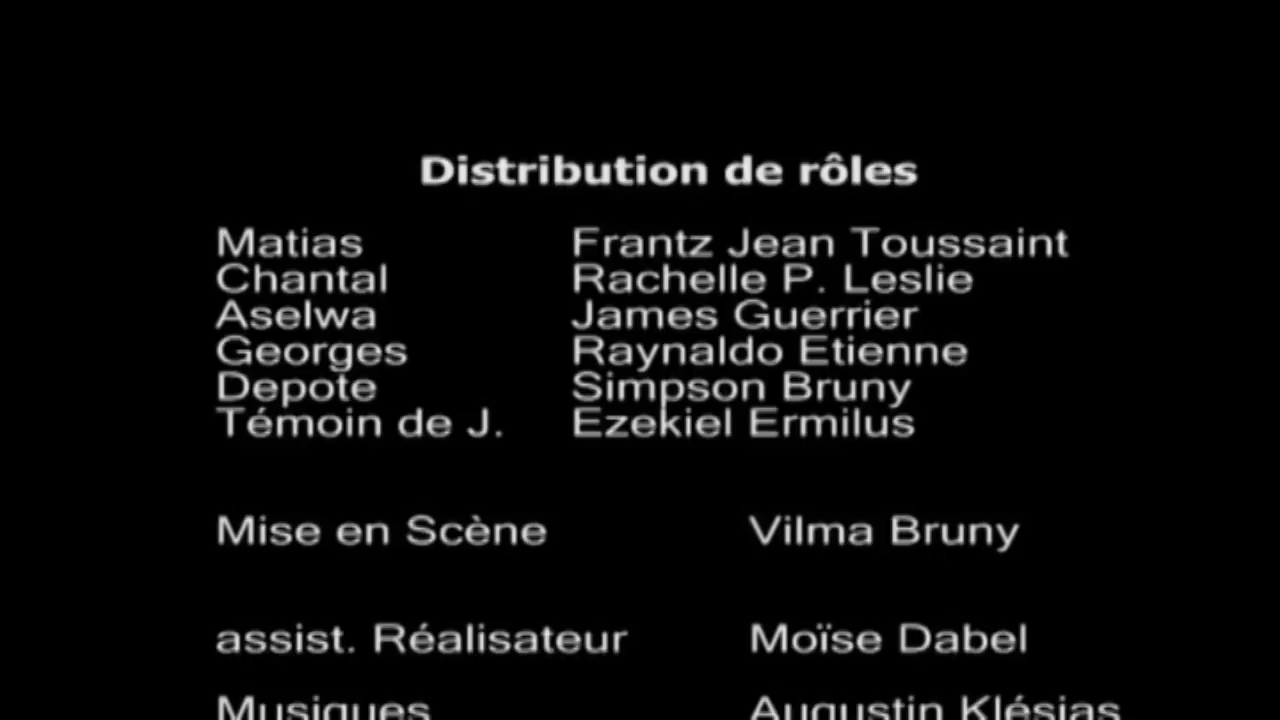 Distribution de rôles
Matias Frantz Jean Toussaint
Chantal Rachelle P. Leslie
Aselwa James Guerrier
Georges Raynaldo Etienne
Depote Simpson Bruny
Témoin de J. Ezekiel Ermilus
Mise en Scène Vilma Bruny
assist. Réalisateur Moïse Dabel
Musiques Augustin Klésias